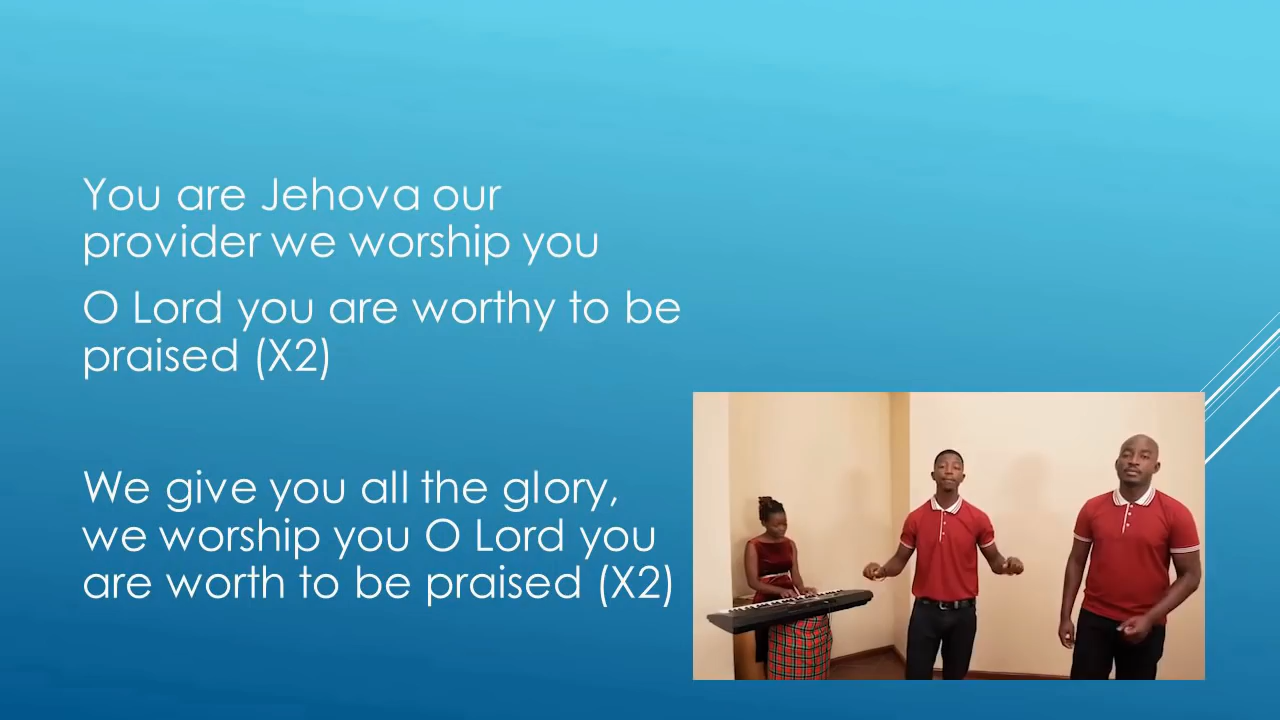 You are Jehova our
provider we worship you
O Lord you are worthy to be
praised (X2)
We give you all the glory,
we worship you O Lord you
are worth to be praised (X2)